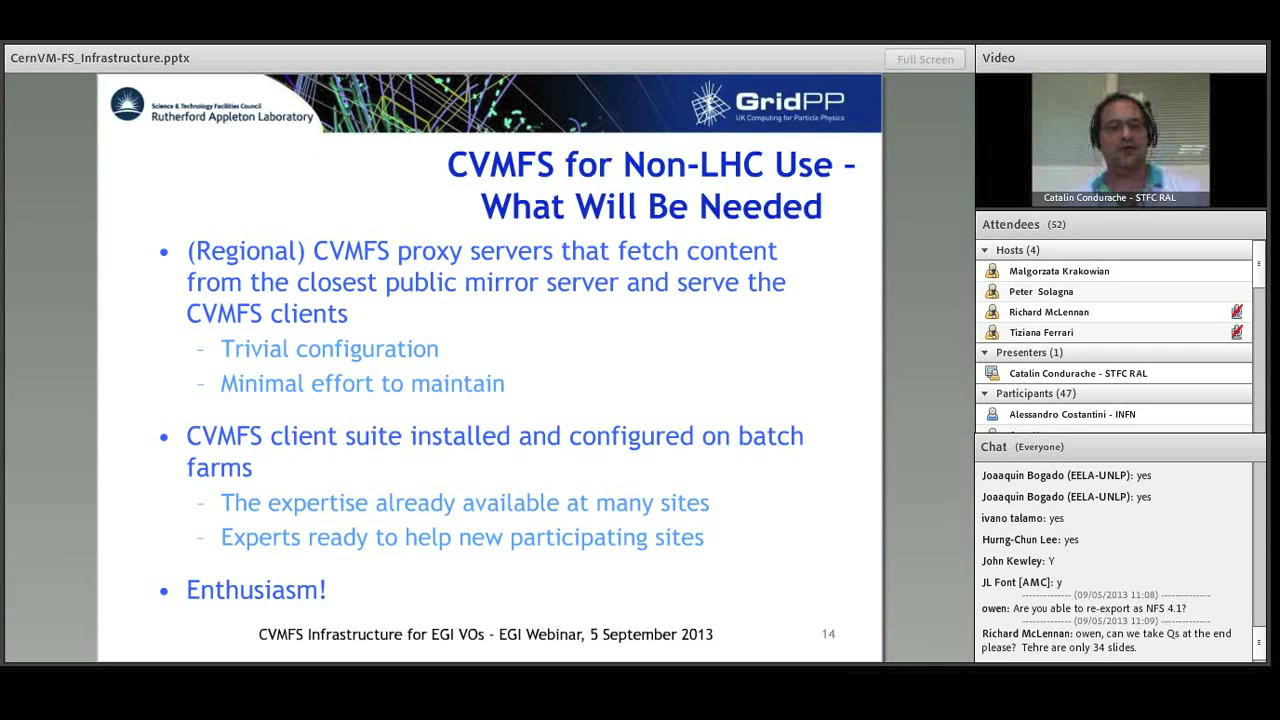 CernVM-FS_Infrastructure.pptx
Full Screen
Science & Technology Facilities Council
Rutherford Appleton Laboratory
GridPP
UK Computing for Particle Physics
CVMFS for Non-LHC Use –
What Will Be Needed
• (Regional) CVMFS proxy servers that fetch content
from the closest public mirror server and serve the
CVMFS clients
- Trivial configuration
- Minimal effort to maintain
• CVMFS client suite installed and configured on batch
farms
- The expertise already available at many sites
- Experts ready to help new participating sites
• Enthusiasm!
CVMFS Infrastructure for EGI VOs - EGI Webinar, 5 September 2013
14
Video
Catalin Condurache - STFC RAL
Attendees (52)
Hosts (4)
Malgorzata Krakowian
Peter Solagna
Richard McLennan
Tiziana Ferrari
Presenters (1)
Catalin Condurache - STFC RAL
Participants (47)
Alessandro Costantini - INFN
Chat (Everyone)
Joaaquin Bogado (EELA-UNLP): yes
Joaaquin Bogado (EELA-UNLP): yes
ivano talamo: yes
Hurng-Chun Lee: yes
John Kewley: Y
JL Font [AMC]: y
-------------- (09/05/2013 11:08) --------------
owen: Are you able to re-export as NFS 4.1?
-------------- (09/05/2013 11:09) --------------
Richard McLennan: owen, can we take Qs at the end
please? Tehre are only 34 slides.